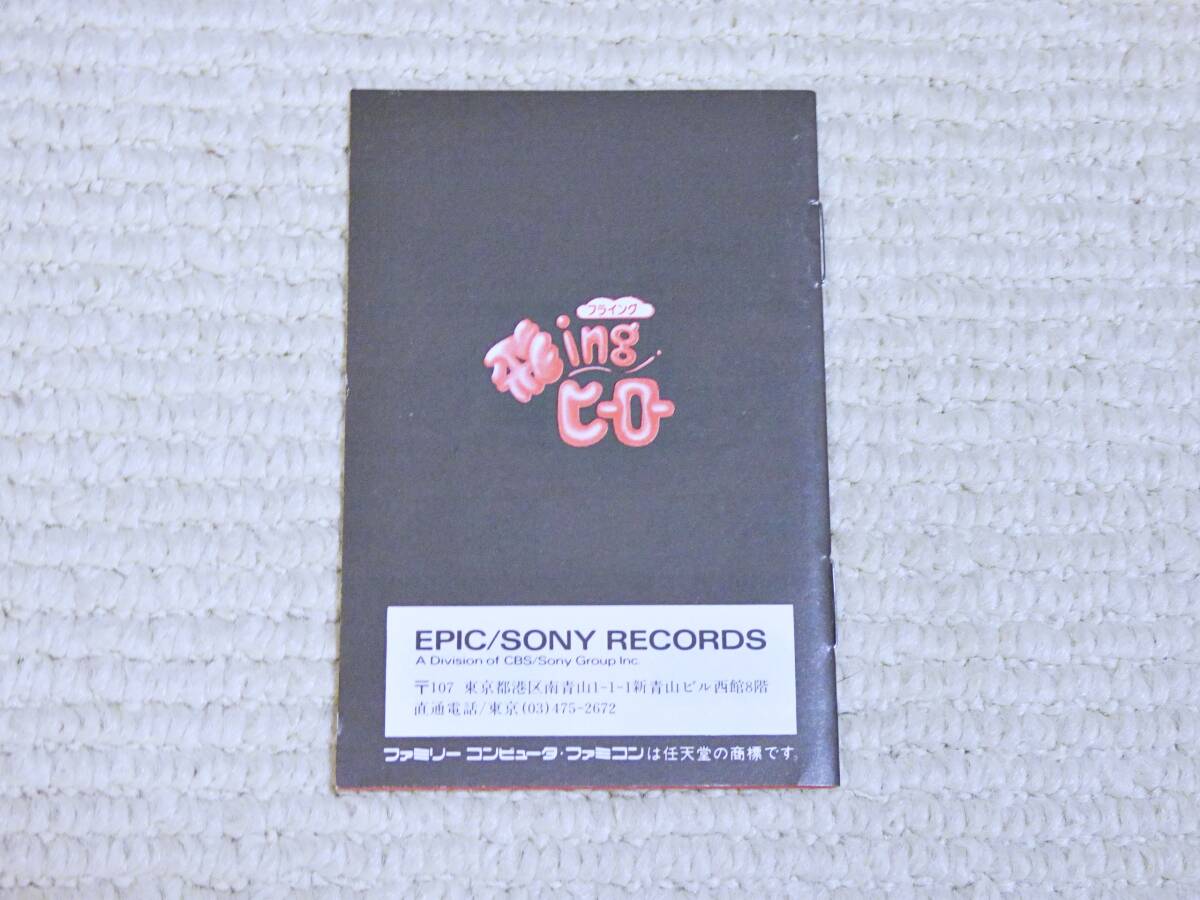 フライング
飛ing
ヒーロー
EPIC/SONY RECORDS
A Division of CBS/Sony Group Inc.
〒107 東京都港区南青山1-1-1新青山ビル西館8階
直通電話/東京(03)475-2672
ファミリーコンピュータ・ファミコンは任天堂の商標です。